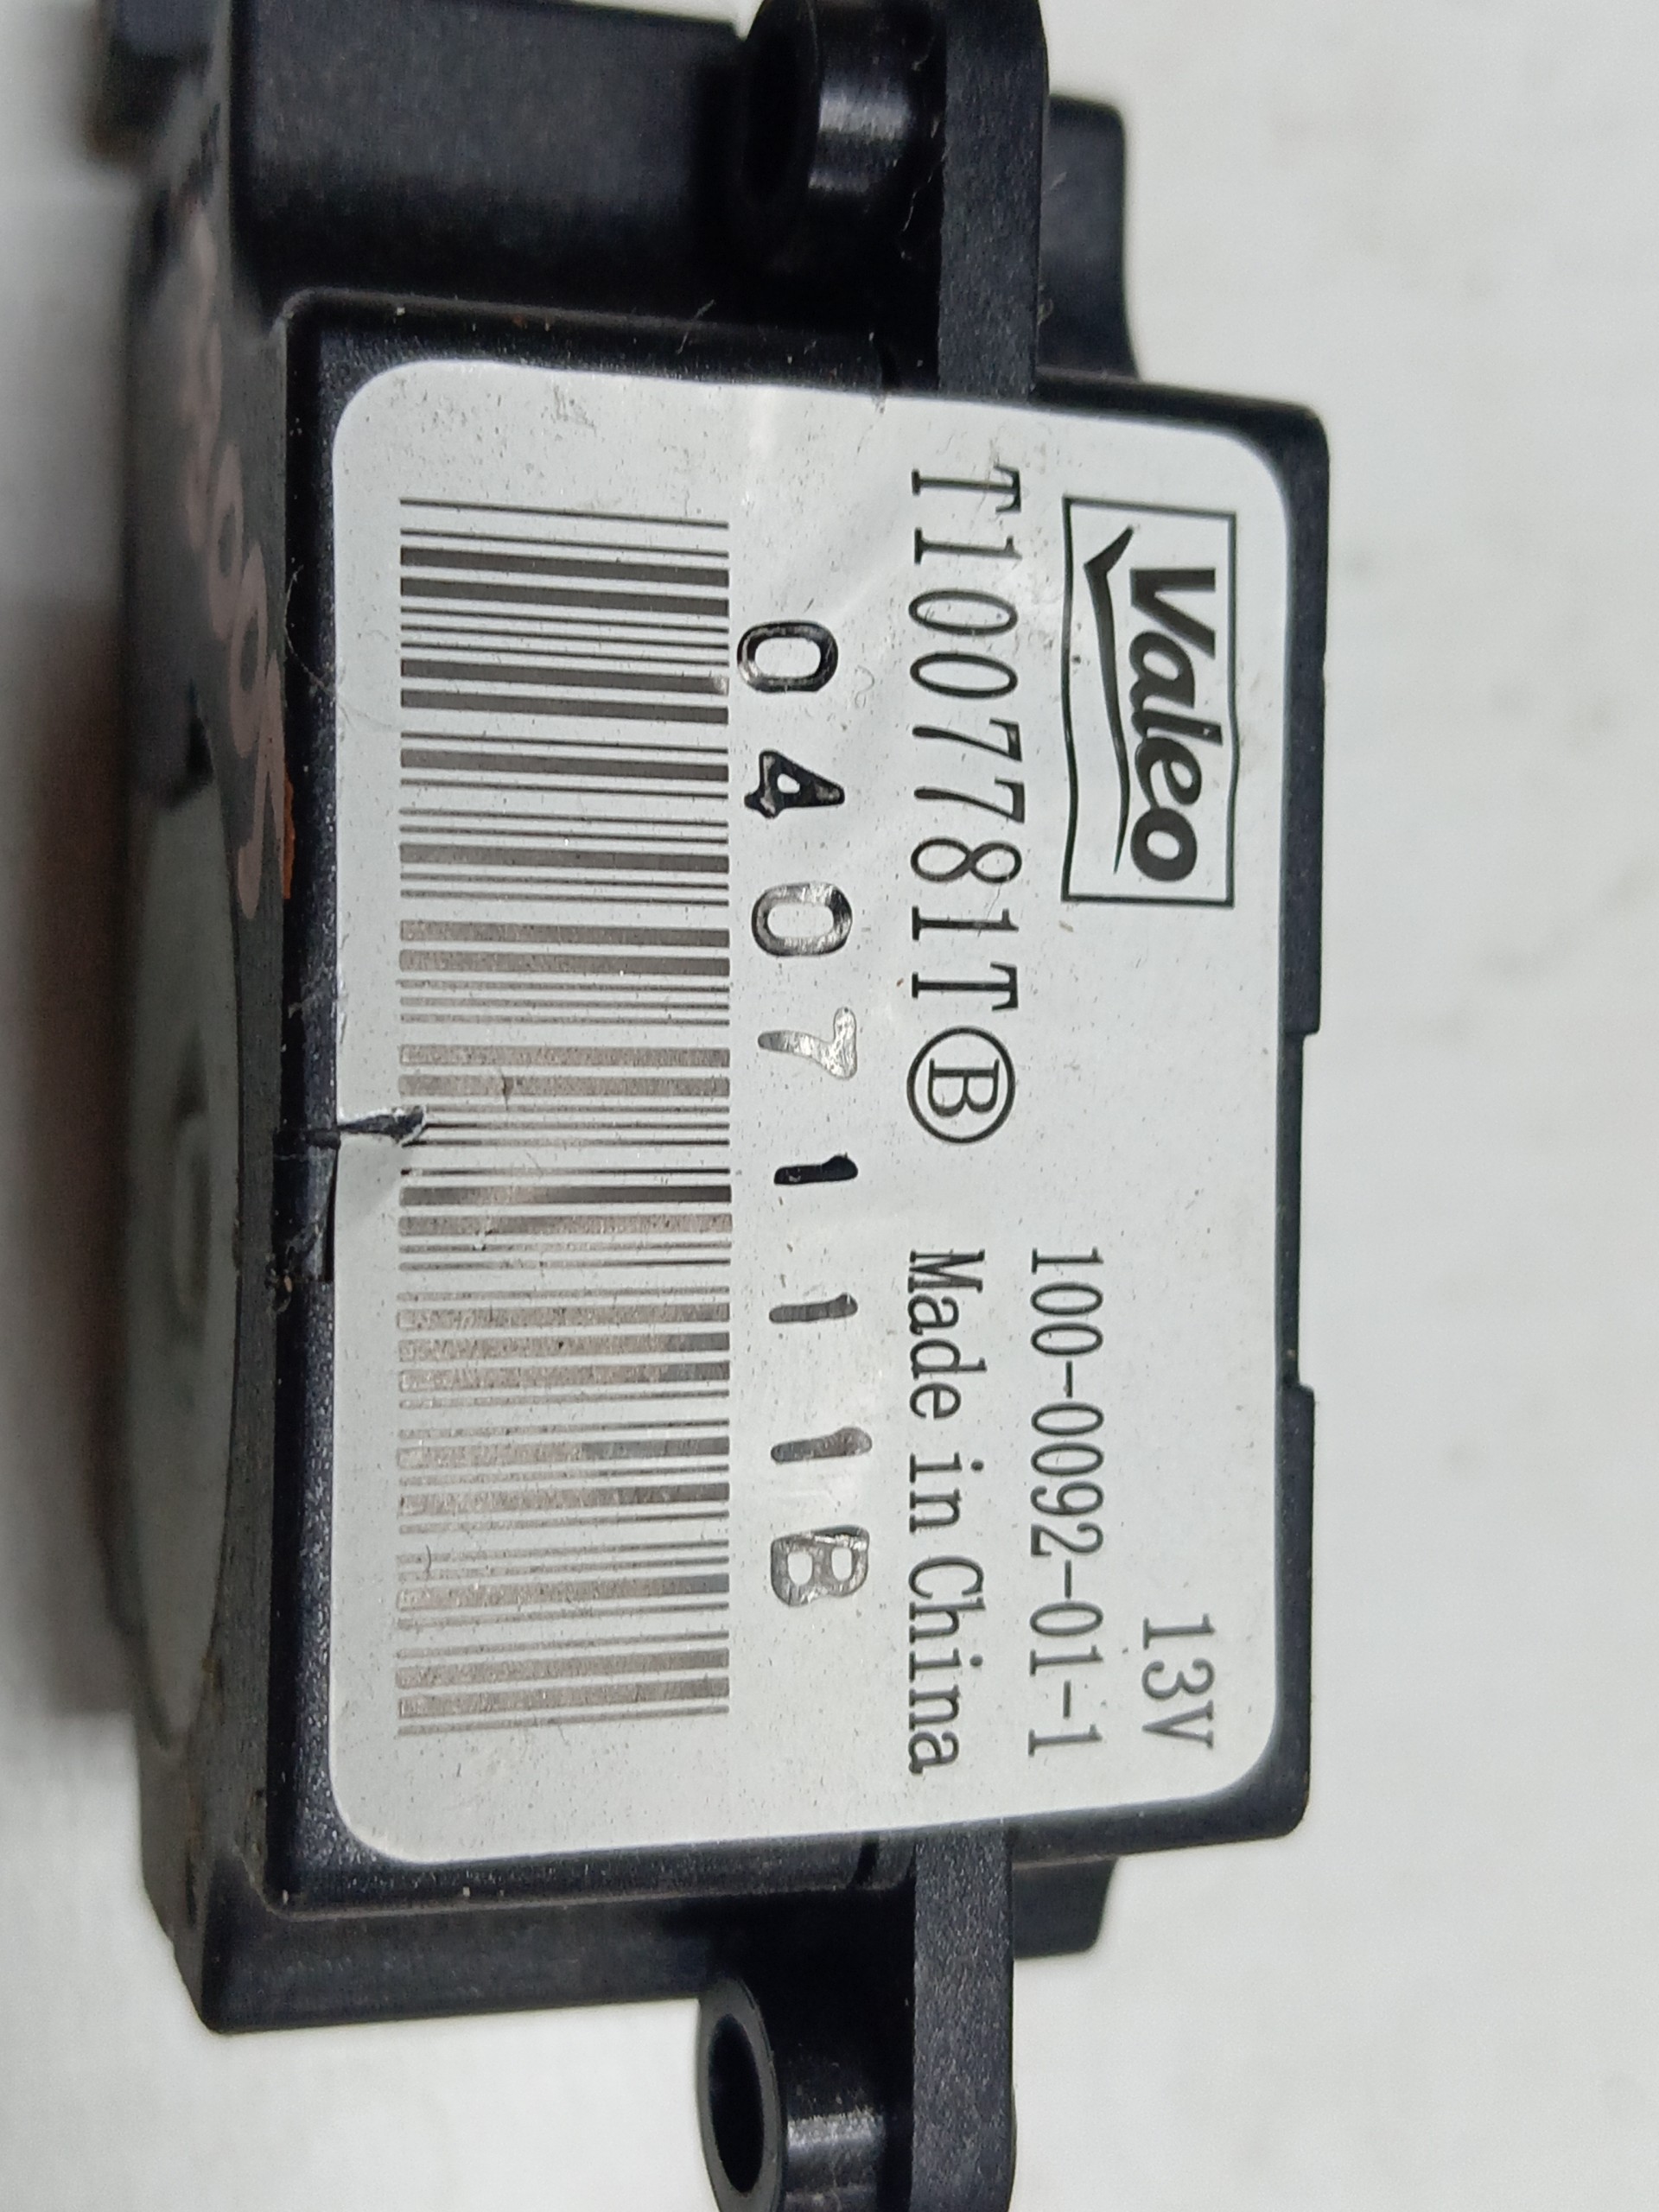 Valeo
13V
100-0092-01-1
T1007781T Ⓑ Made in China
0407111B